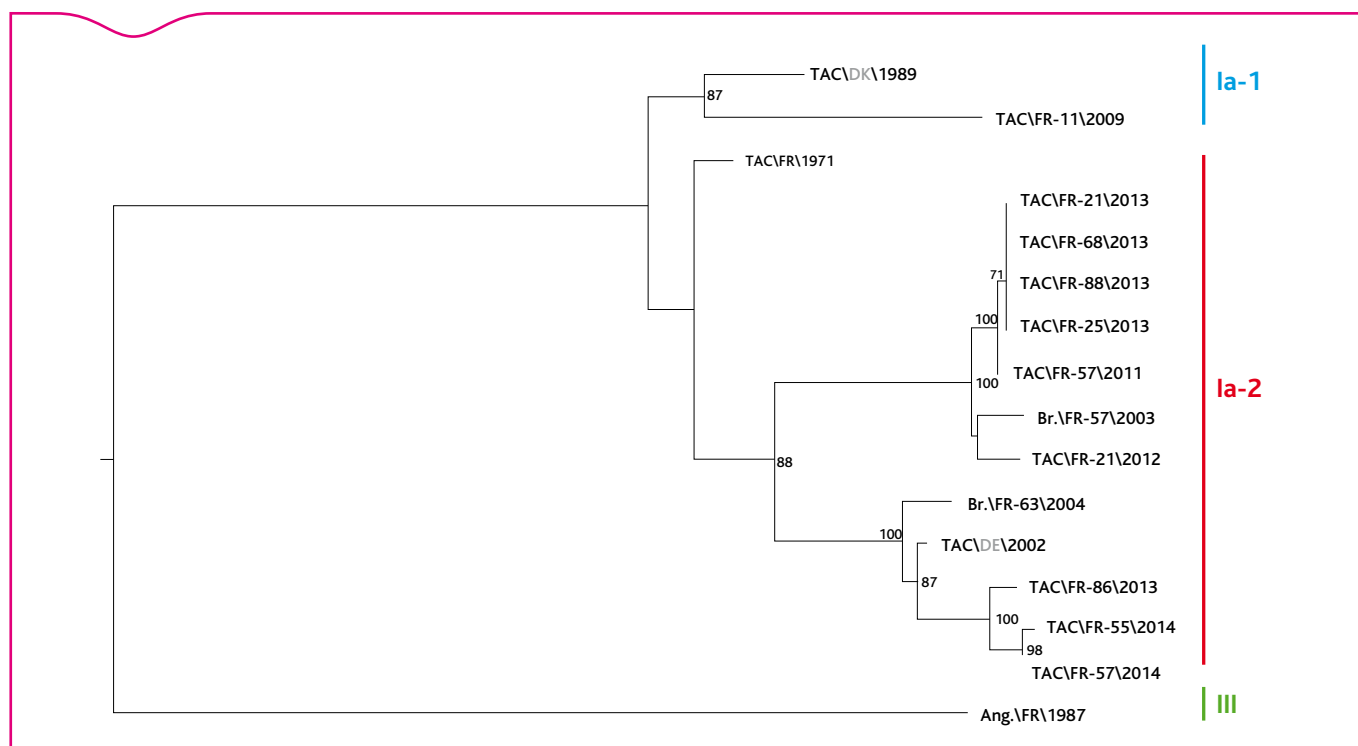 TAC\DK\1989
Ia-1
87
TAC\FR-11\2009
TAC\FR\1971
TAC\FR-21\2013
TAC\FR-68\2013
71
TAC\FR-88\2013
100
TAC\FR-25\2013
TAC\FR-57\2011
100
Ia-2
Br.\FR-57\2003
TAC\FR-21\2012
88
Br.\FR-63\2004
100
TAC\DE\2002
87
TAC\FR-86\2013
100
TAC\FR-55\2014
98
TAC\FR-57\2014
III
Ang.\FR\1987